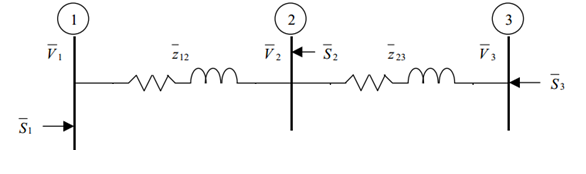 1 2 3
V̅₁ z̅₁₂ V̅₂ S̅₂ z̅₂₃ V̅₃
S̅₃
S̅₁